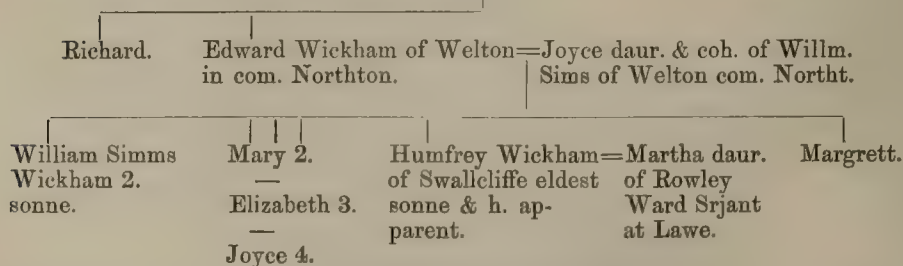 Richard.
Edward Wickham of Welton=Joyce daur. & coh. of Willm.
in com. Northton.
Sims of Welton com. Northt.
William Simms
Wickham 2.
sonne.
Mary 2.
—
Elizabeth 3.
—
Joyce 4.
Humfrey Wickham=Martha daur.
of Swallcliffe eldest
sonne & h. ap-
parent.
of Rowley
Ward Srjant
at Lawe.
Margrett.